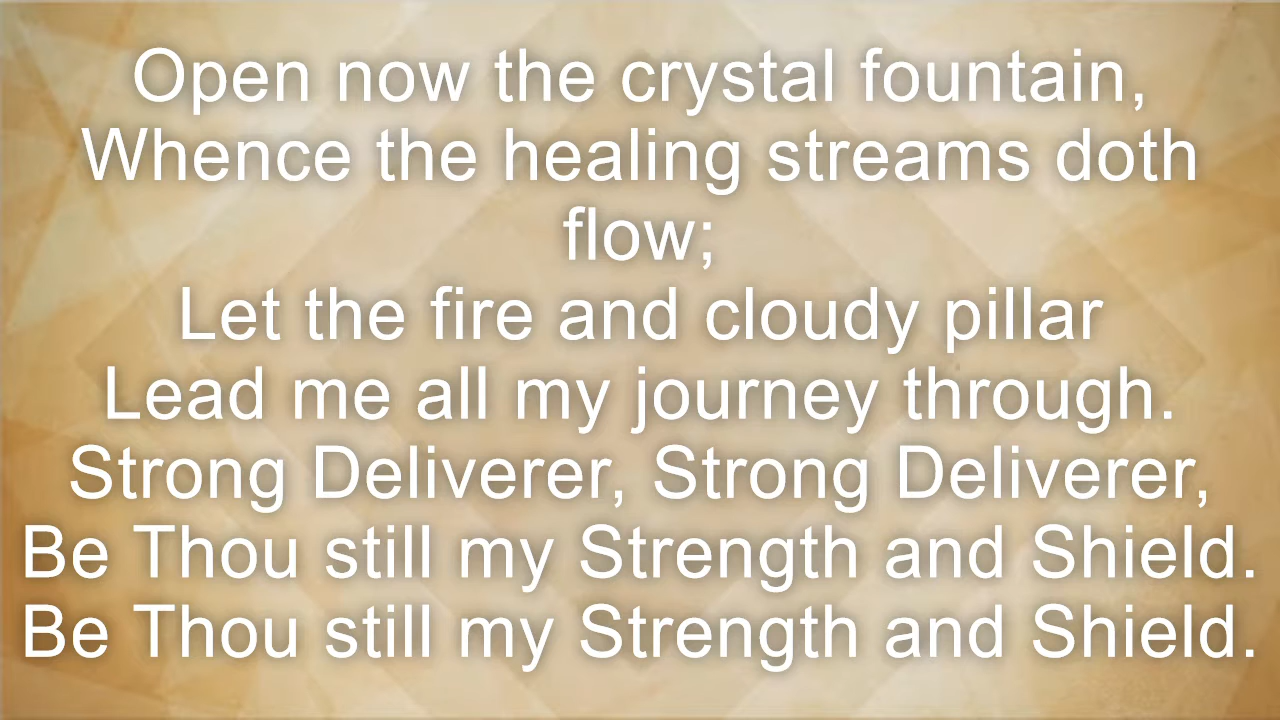 Open now the crystal fountain,
Whence the healing streams doth
flow;
Let the fire and cloudy pillar
Lead me all my journey through.
Strong Deliverer, Strong Deliverer,
Be Thou still my Strength and Shield.
Be Thou still my Strength and Shield.